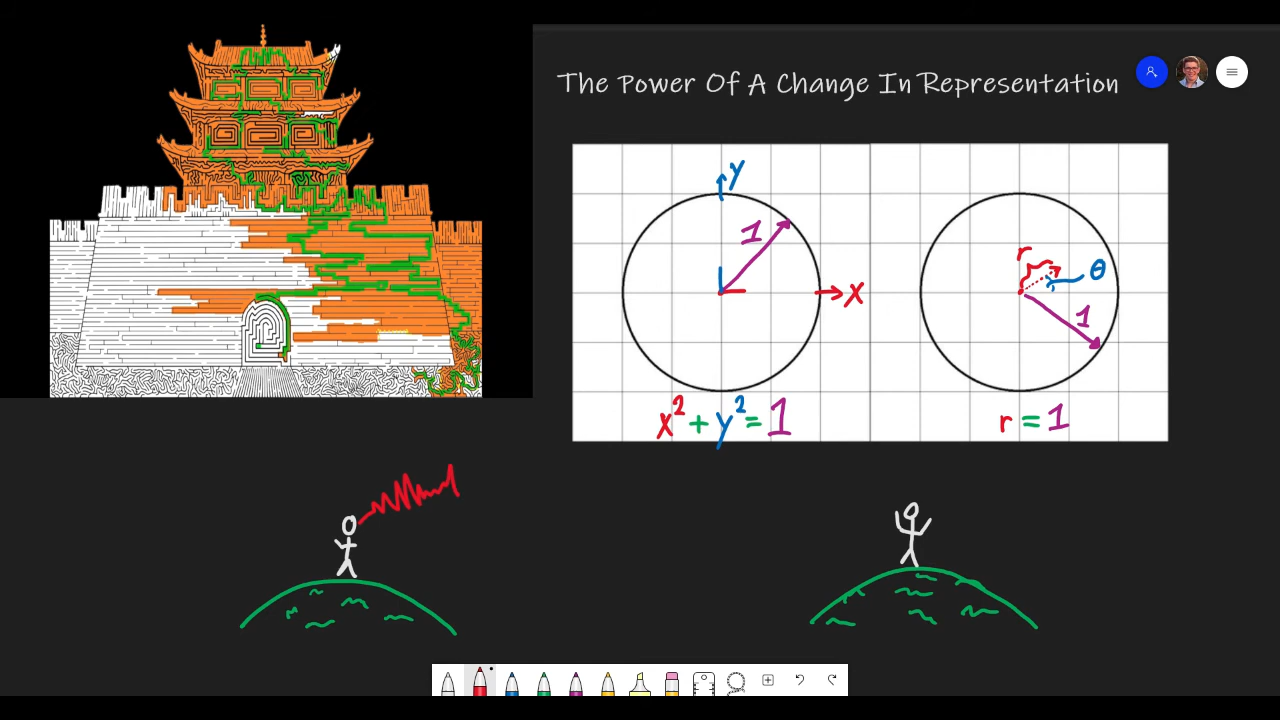 The Power Of A Change In Representation
y
1
x
r
θ
1
x² + y² = 1
r = 1